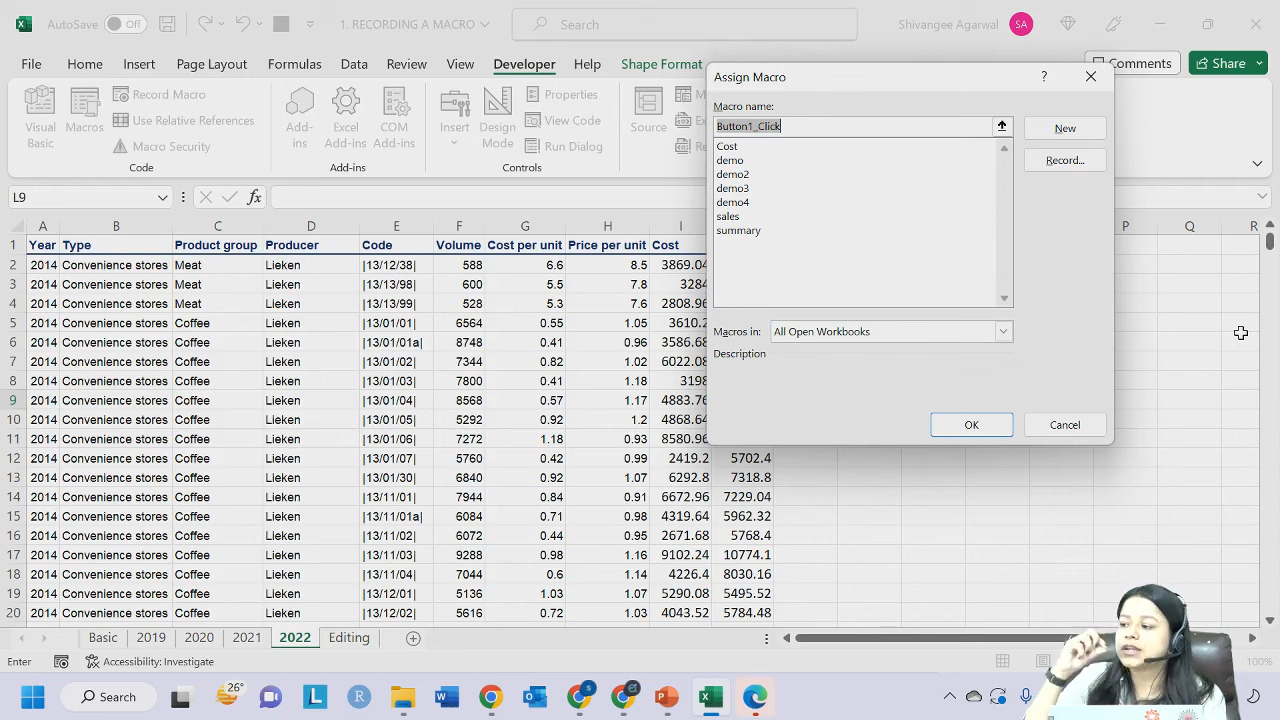 AutoSave Off 1. RECORDING A MACRO Search Shivangee Agarwal SA
File Home Insert Page Layout Formulas Data Review View Developer Help Shape Format Comments Share
Visual Basic Macros Record Macro Use Relative References Macro Security Code
Add-ins Excel Add-ins COM Add-ins Add-ins
Insert Design Mode Properties View Code Run Dialog Controls
Source
L9 fx
Assign Macro ?
Macro name:
Button1_Click
New
Record...
Cost
demo
demo2
demo3
demo4
sales
summary
Macros in: All Open Workbooks
Description
OK Cancel
A B C D E F G H I P Q R
1 Year Type Product group Producer Code Volume Cost per unit Price per unit Cost
2 2014 Convenience stores Meat Lieken |13/12/38| 588 6.6 8.5 3869.04
3 2014 Convenience stores Meat Lieken |13/13/98| 600 5.5 7.8 3284
4 2014 Convenience stores Meat Lieken |13/13/99| 528 5.3 7.6 2808.96
5 2014 Convenience stores Coffee Lieken |13/01/01| 6564 0.55 1.05 3610.2
6 2014 Convenience stores Coffee Lieken |13/01/01a| 8748 0.41 0.96 3586.68
7 2014 Convenience stores Coffee Lieken |13/01/02| 7344 0.82 1.02 6022.08
8 2014 Convenience stores Coffee Lieken |13/01/03| 7800 0.41 1.18 3198
9 2014 Convenience stores Coffee Lieken |13/01/04| 8568 0.57 1.17 4883.76
10 2014 Convenience stores Coffee Lieken |13/01/05| 5292 0.92 1.2 4868.64
11 2014 Convenience stores Coffee Lieken |13/01/06| 7272 1.18 0.93 8580.96
12 2014 Convenience stores Coffee Lieken |13/01/07| 5760 0.42 0.99 2419.2 5702.4
13 2014 Convenience stores Coffee Lieken |13/01/30| 6840 0.92 1.07 6292.8 7318.8
14 2014 Convenience stores Coffee Lieken |13/11/01| 7944 0.84 0.91 6672.96 7229.04
15 2014 Convenience stores Coffee Lieken |13/11/01a| 6084 0.71 0.98 4319.64 5962.32
16 2014 Convenience stores Coffee Lieken |13/11/02| 6072 0.44 0.95 2671.68 5768.4
17 2014 Convenience stores Coffee Lieken |13/11/03| 9288 0.98 1.16 9102.24 10774.1
18 2014 Convenience stores Coffee Lieken |13/11/04| 7044 0.6 1.14 4226.4 8030.16
19 2014 Convenience stores Coffee Lieken |13/12/01| 5136 1.03 1.07 5290.08 5495.52
20 2014 Convenience stores Coffee Lieken |13/12/02| 5616 0.72 1.03 4043.52 5784.48
Basic 2019 2020 2021 2022 Editing
Enter Accessibility: Investigate 100%
Search 26°